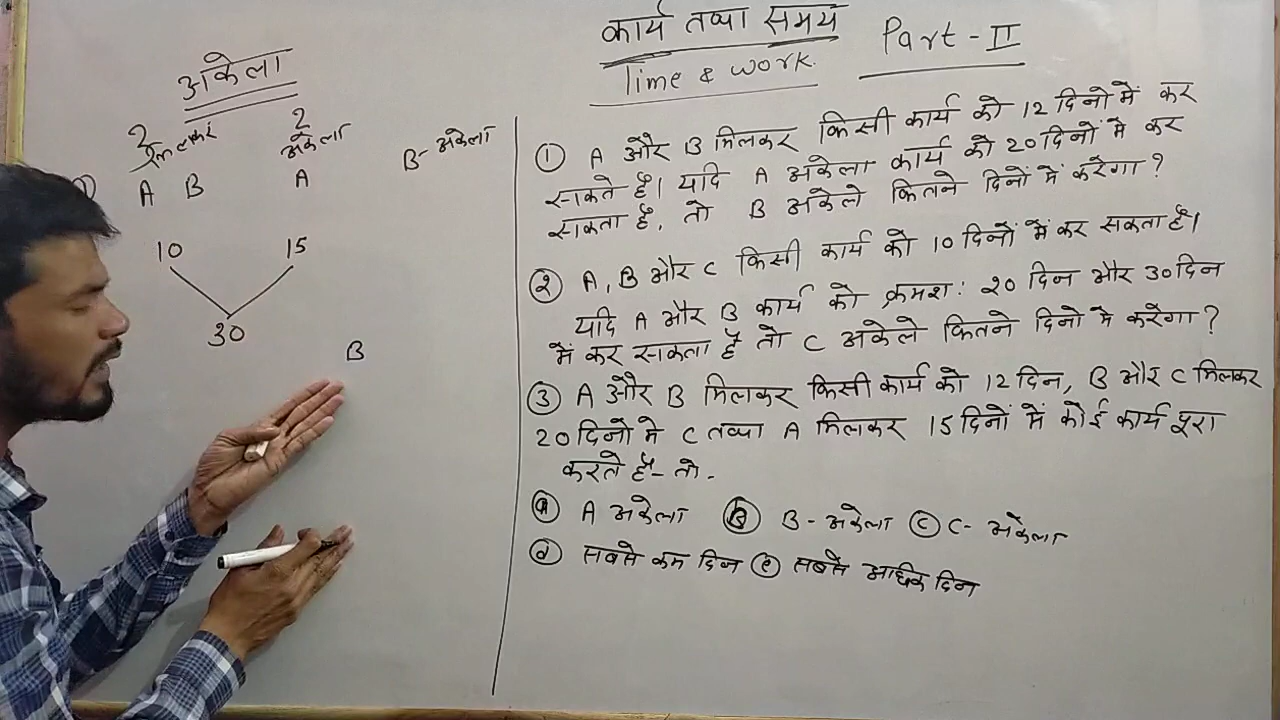 कार्य तथा समय Part - II
Time & work.
अकेला
2 मिलकर 2 अकेला B- अकेला
A B A
10 15
30
B
① A और B मिलकर किसी कार्य को 12 दिनों में कर
सकते हैं। यदि A अकेला कार्य को 20 दिनों मे कर
सकता है, तो B अकेले कितने दिनों में करेगा ?
② A, B और C किसी कार्य को 10 दिनों में कर सकता है।
यदि A और B कार्य को क्रमश: 20 दिन और 30 दिन
में कर सकता है तो C अकेले कितने दिनो मे करेगा ?
③ A और B मिलकर किसी कार्य को 12 दिन, B और C मिलकर
20 दिनों मे C तथा A मिलकर 15 दिनों में कोई कार्य पूरा
करते हैं- तो-
ⓐ A अकेला Ⓑ B - अकेला ⓒ C - अकेला
ⓓ सबसे कम दिन ⓔ सबसे अधिक दिन